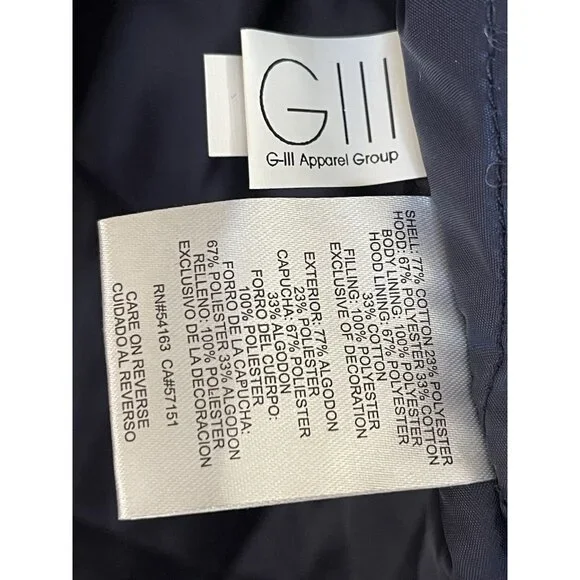 GIII
G-III Apparel Group
SHELL: 77% COTTON 23% POLYESTER
HOOD: 67% POLYESTER 33% COTTON
BODY LINING: 100% POLYESTER
HOOD LINING: 67% POLYESTER
33% COTTON
FILLING: 100% POLYESTER
EXCLUSIVE OF DECORATION
EXTERIOR: 77% ALGODON
23% POLIESTER
CAPUCHA: 67% POLIESTER
33% ALGODON
FORRO DEL CUERPO:
100% POLIESTER
FORRO DE LA CAPUCHA:
67% POLIESTER 33% ALGODON
RELLENO: 100% POLIESTER
EXCLUSIVO DE LA DECORACION
RN#54163 CA#57151
CARE ON REVERSE
CUIDADO AL REVERSO